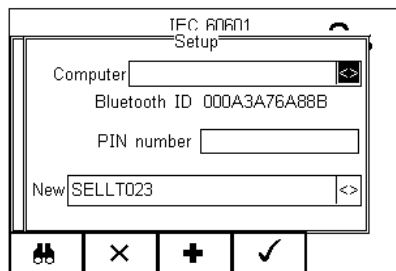 IEC 60601
Setup
Computer <>
Bluetooth ID 000A3A76A88B
PIN number
New SELLT023 <>